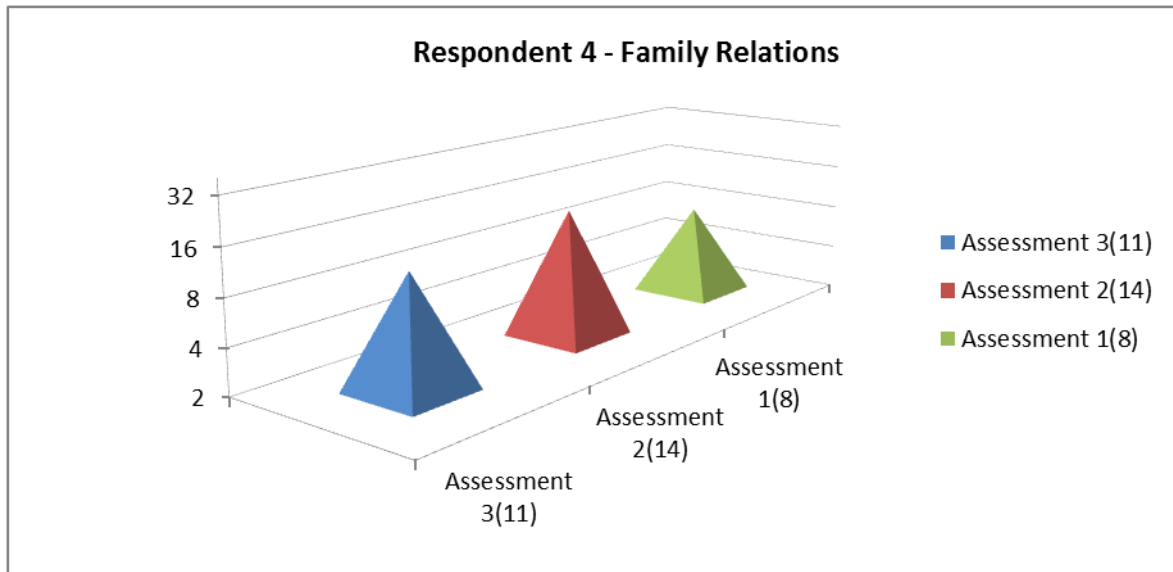 Respondent 4 - Family Relations
32
16
8
4
2
Assessment
3(11)
Assessment
2(14)
Assessment
1(8)
Assessment 3(11)
Assessment 2(14)
Assessment 1(8)